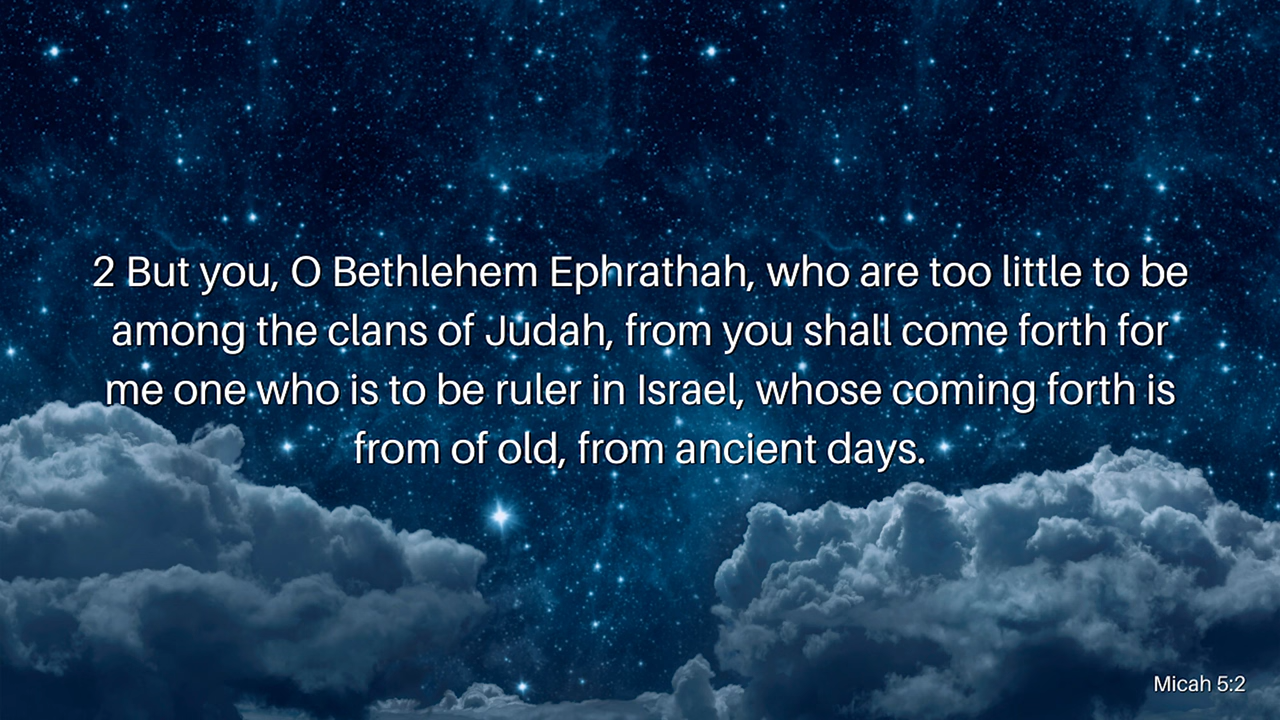 2 But you, O Bethlehem Ephrathah, who are too little to be
among the clans of Judah, from you shall come forth for
me one who is to be ruler in Israel, whose coming forth is
from of old, from ancient days.
Micah 5:2